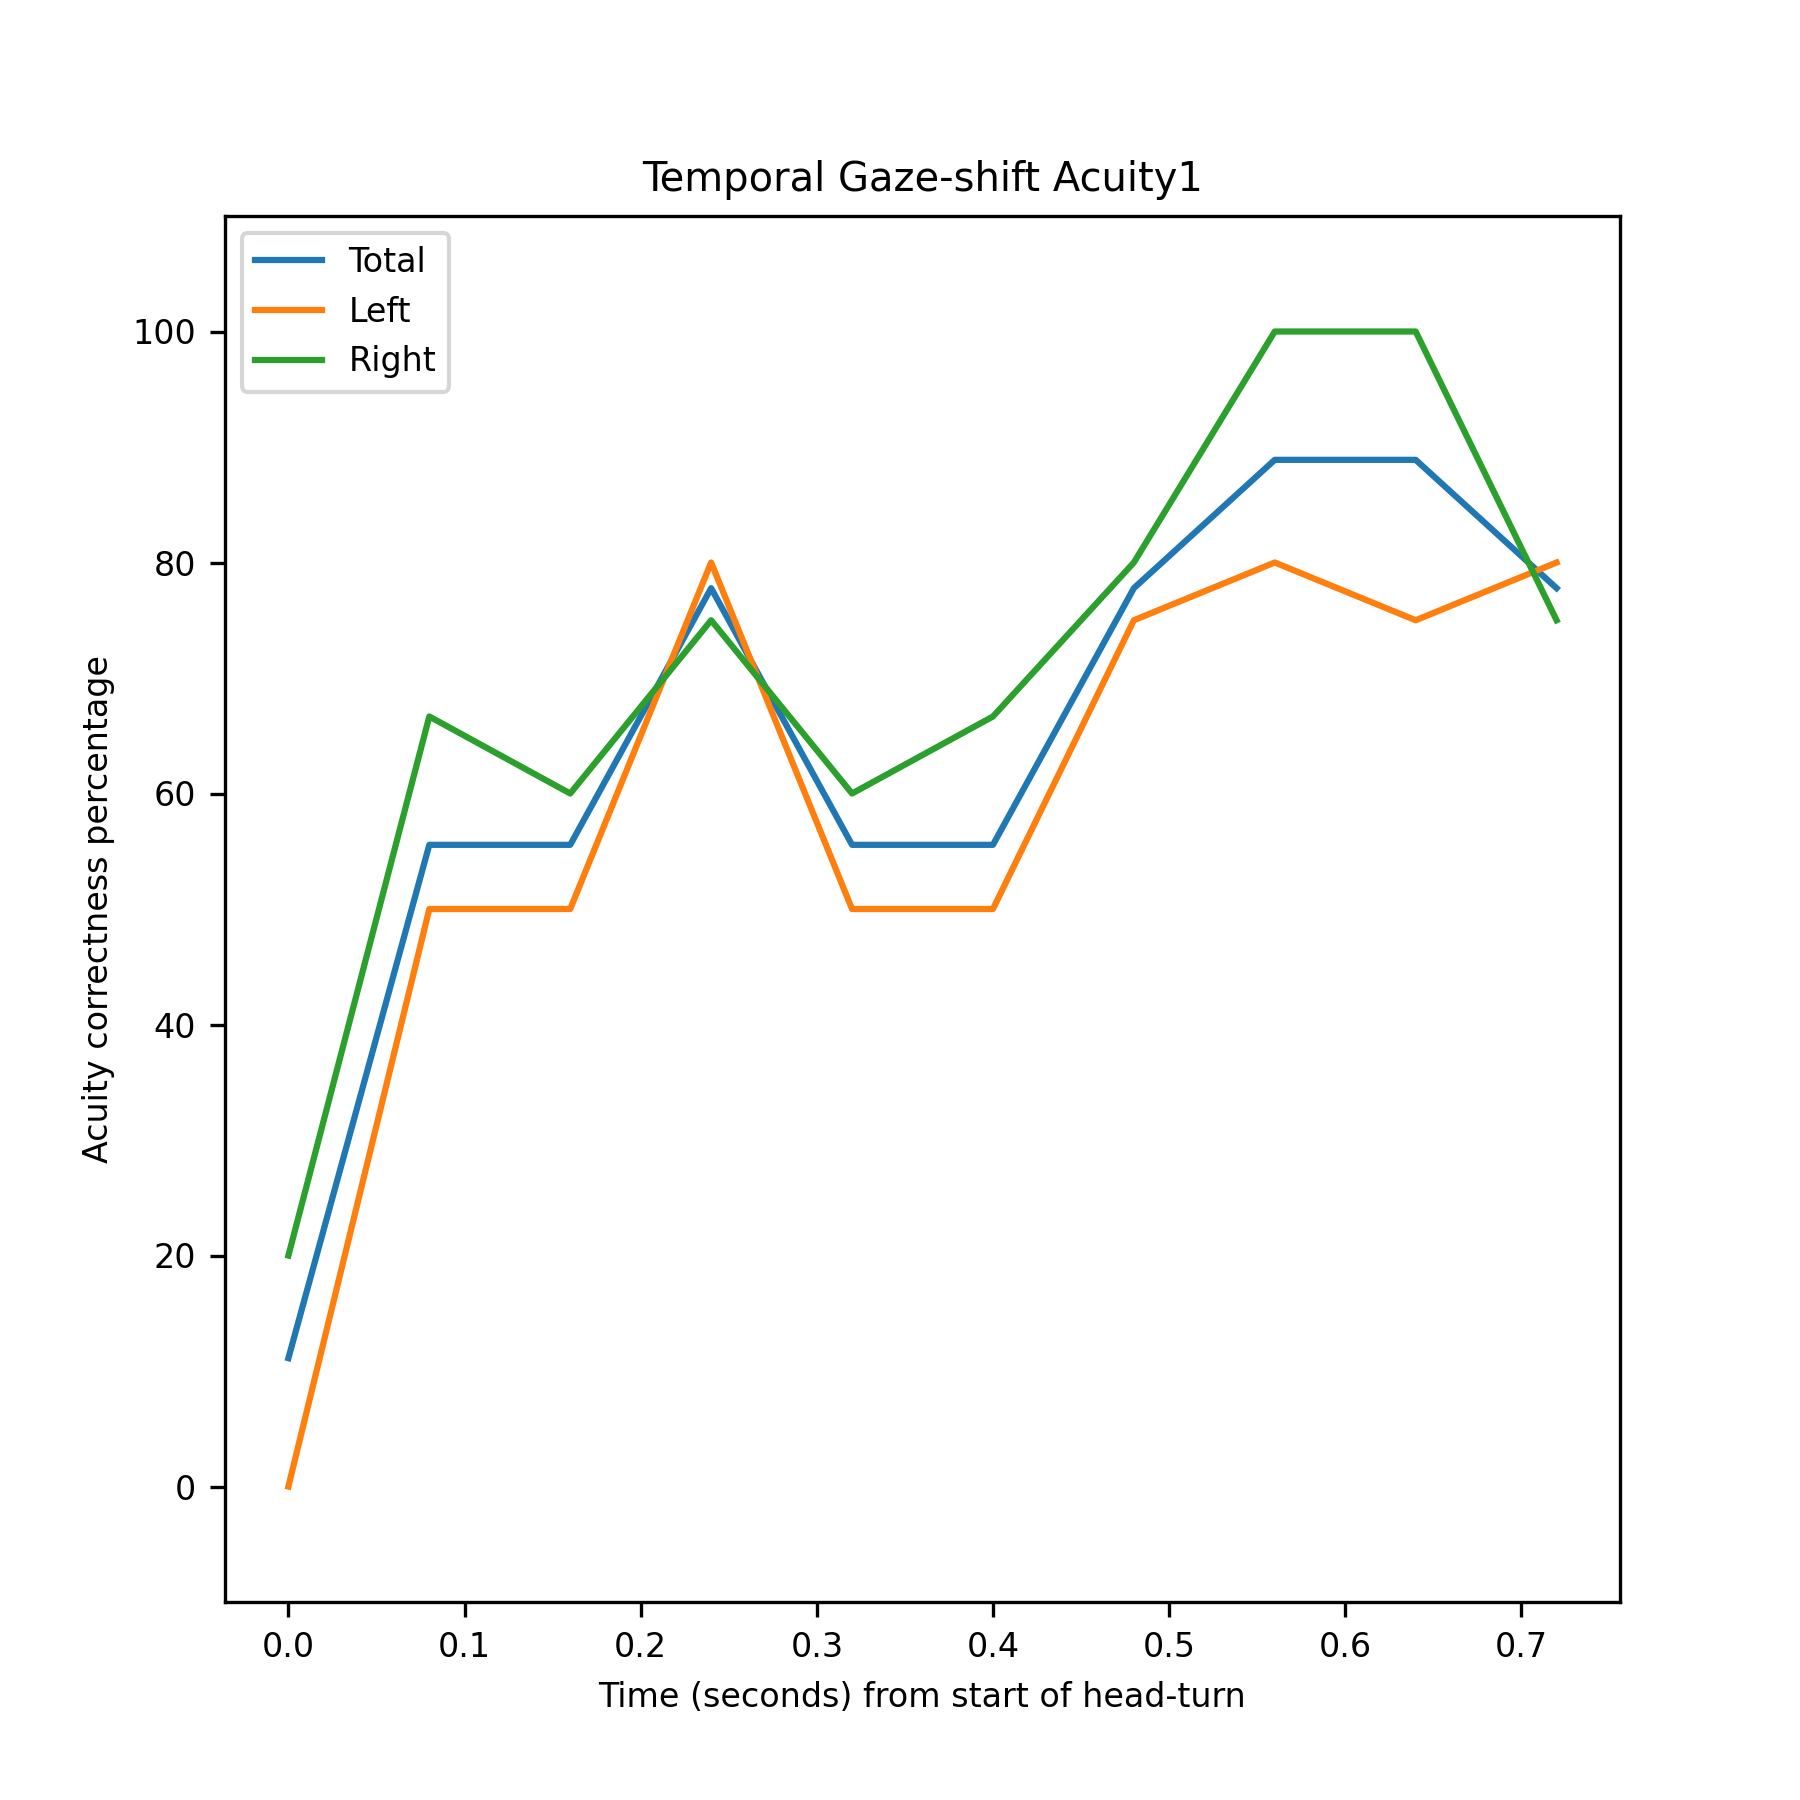 Temporal Gaze-shift Acuity1
Total
Left
Right
100
80
60
40
20
0
Acuity correctness percentage
0.0 0.1 0.2 0.3 0.4 0.5 0.6 0.7
Time (seconds) from start of head-turn